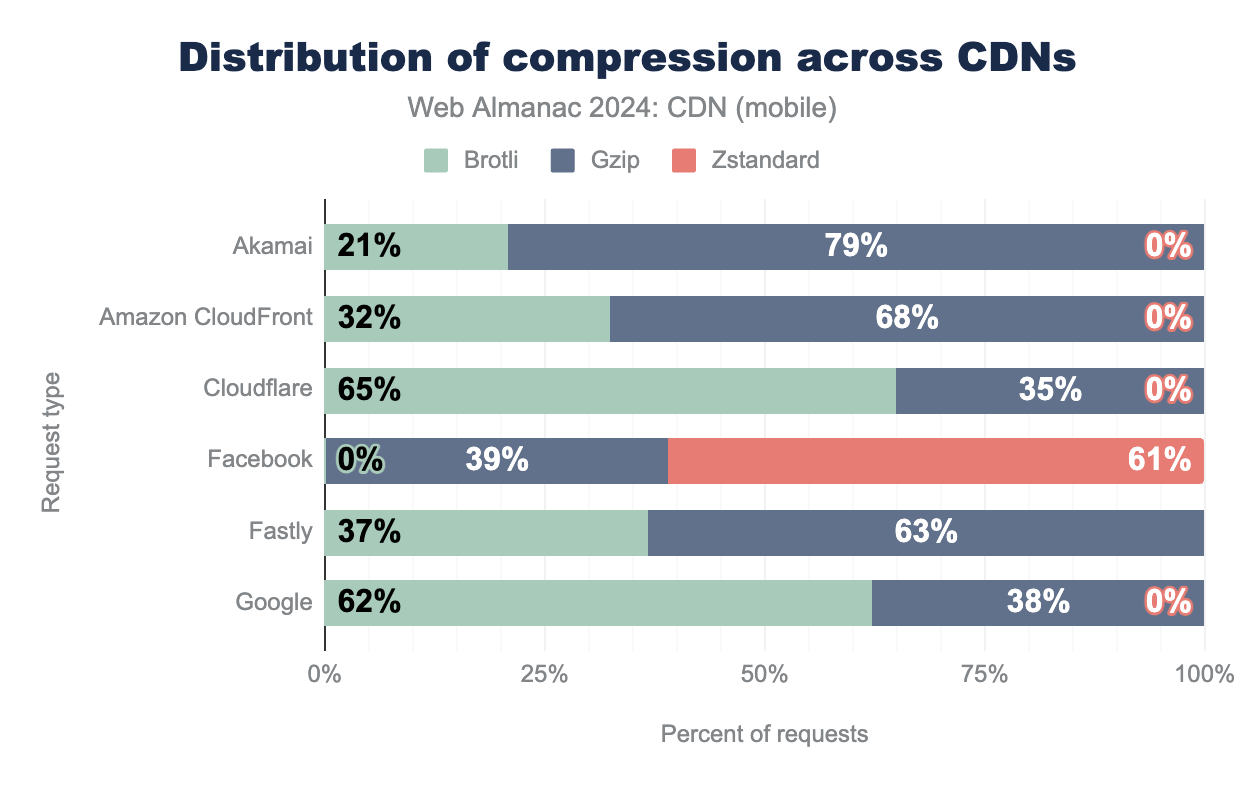 Distribution of compression across CDNs
Web Almanac 2024: CDN (mobile)
Brotli Gzip Zstandard
Request type
Akamai 21% 79% 0%
Amazon CloudFront 32% 68% 0%
Cloudflare 65% 35% 0%
Facebook 0% 39% 61%
Fastly 37% 63%
Google 62% 38% 0%
0% 25% 50% 75% 100%
Percent of requests